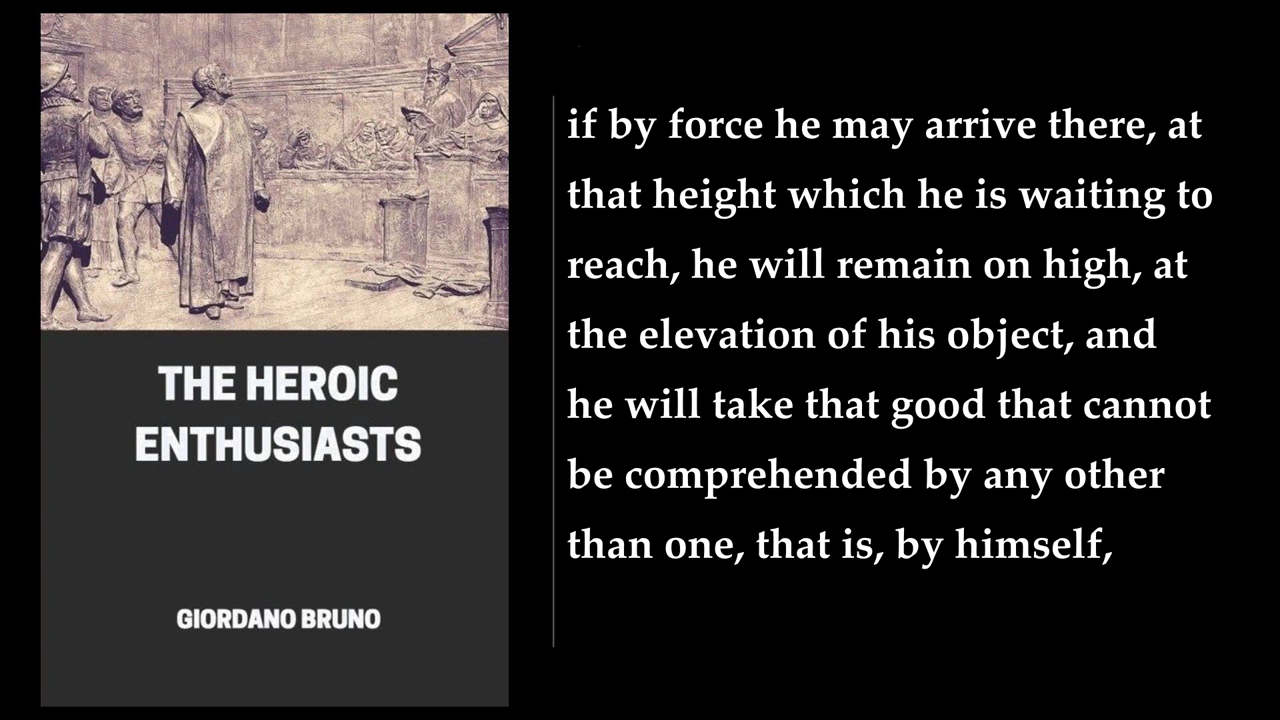 THE HEROIC
ENTHUSIASTS
GIORDANO BRUNO
if by force he may arrive there, at
that height which he is waiting to
reach, he will remain on high, at
the elevation of his object, and
he will take that good that cannot
be comprehended by any other
than one, that is, by himself,